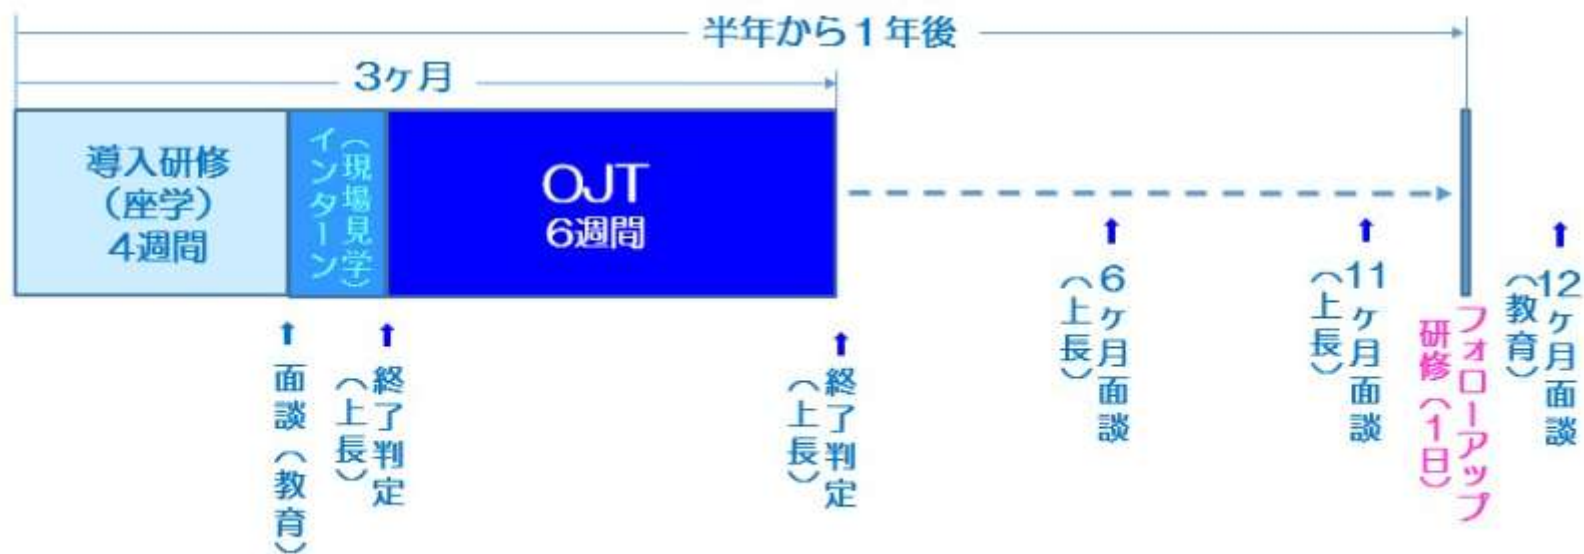 半年から1年後
3ヶ月
導入研修
（座学）
4週間
インターン
（現場見学）
OJT
6週間
面談（教育）
終了判定
（上長）
終了判定
（上長）
6ヶ月面談
（上長）
11ヶ月面談
（上長）
フォローアップ
研修（1日）
12ヶ月面談
（教育）